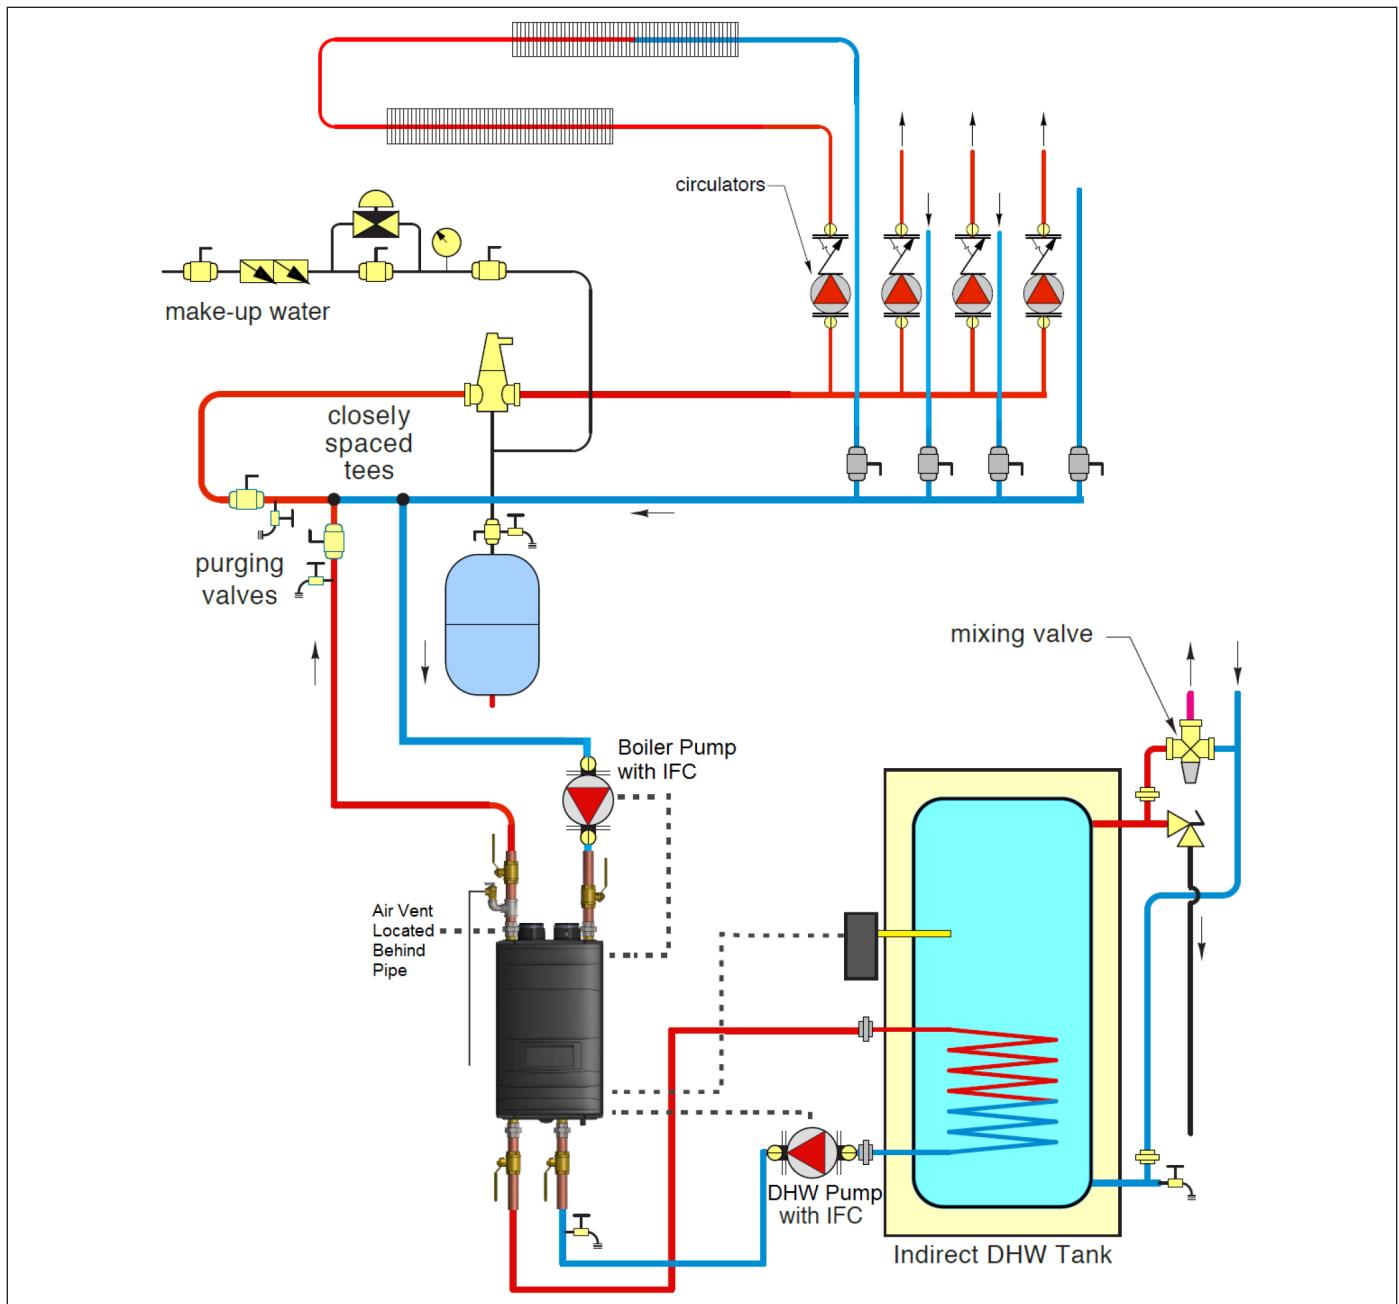 circulators
make-up water
closely
spaced
tees
purging
valves
mixing valve
Boiler Pump
with IFC
Air Vent
Located
Behind
Pipe
DHW Pump
with IFC
Indirect DHW Tank